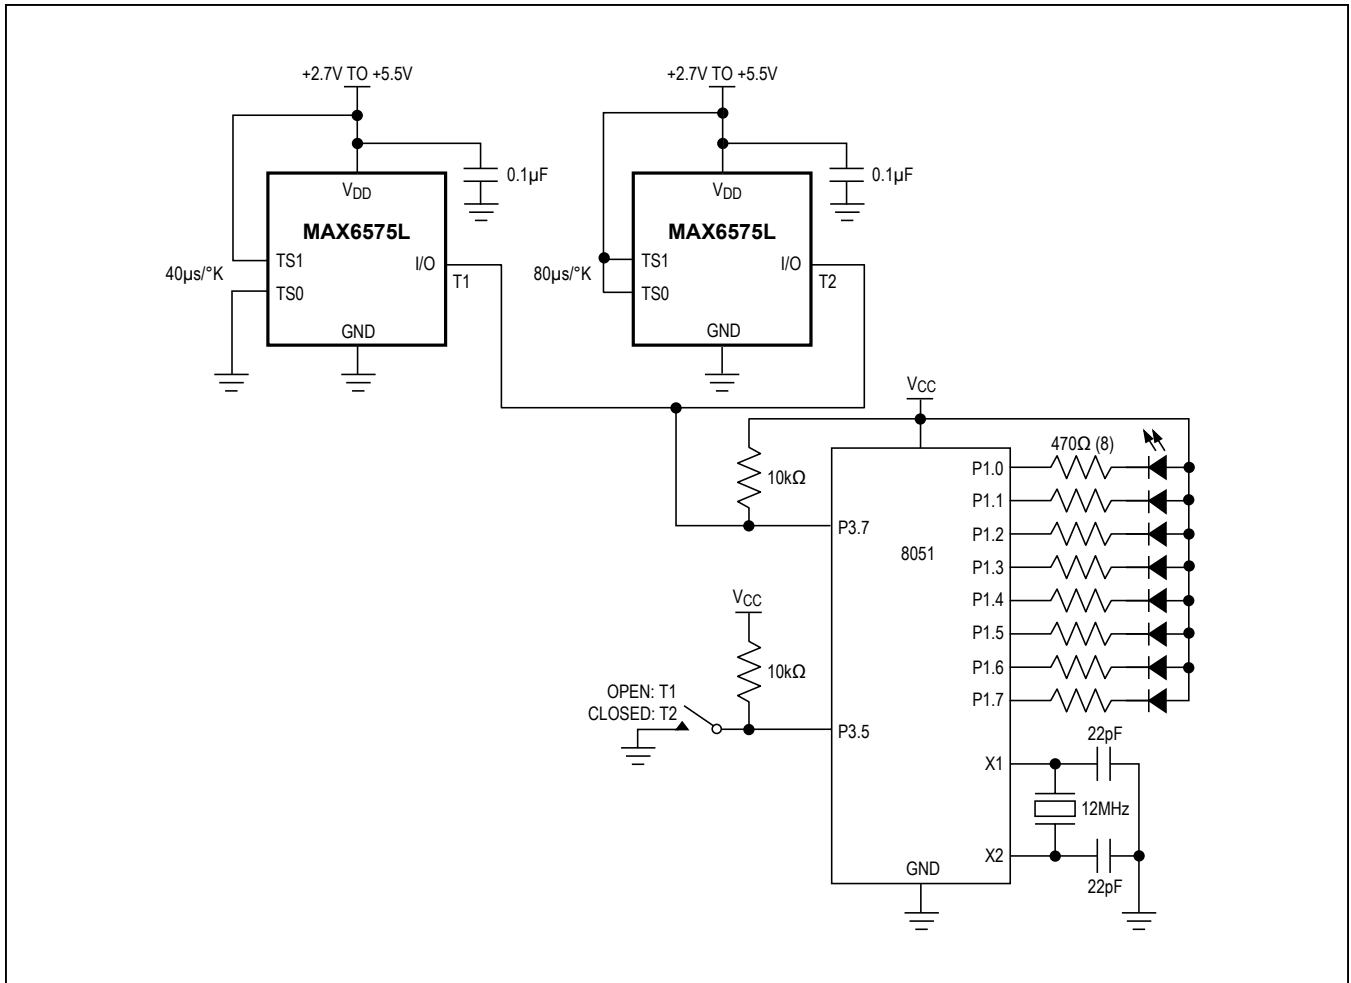 +2.7V TO +5.5V
+2.7V TO +5.5V
0.1µF
0.1µF
VDD
VDD
MAX6575L
MAX6575L
TS1
I/O
40µs/°K
TS0
T1
GND
TS1
I/O
80µs/°K
TS0
T2
GND
VCC
470Ω (8)
P1.0
10kΩ
P1.1
P3.7
P1.2
8051
P1.3
VCC
P1.4
P1.5
10kΩ
P1.6
OPEN: T1
P1.7
CLOSED: T2
P3.5
22pF
X1
12MHz
X2
GND
22pF